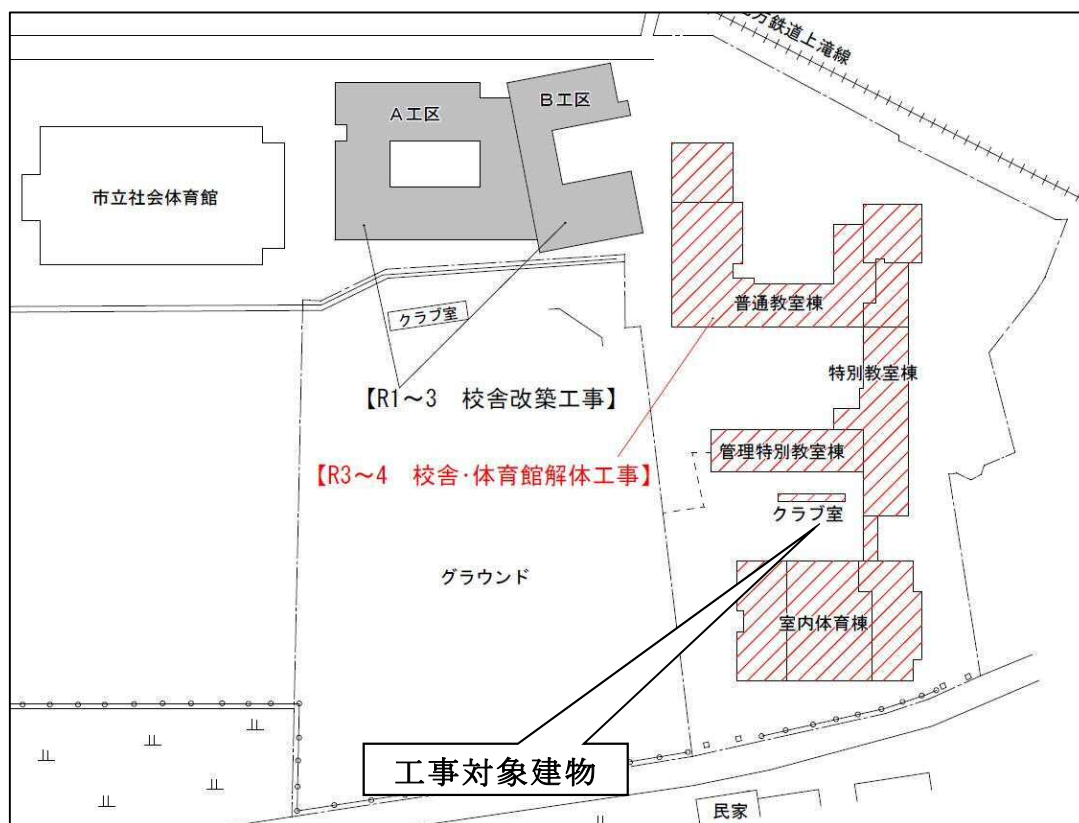 方鉄道上滝線
A工区
B工区
市立社会体育館
クラブ室
普通教室棟
特別教室棟
【R1～3 校舎改築工事】
管理特別教室棟
【R3～4 校舎・体育館解体工事】
クラブ室
グラウンド
室内体育棟
工事対象建物
民家